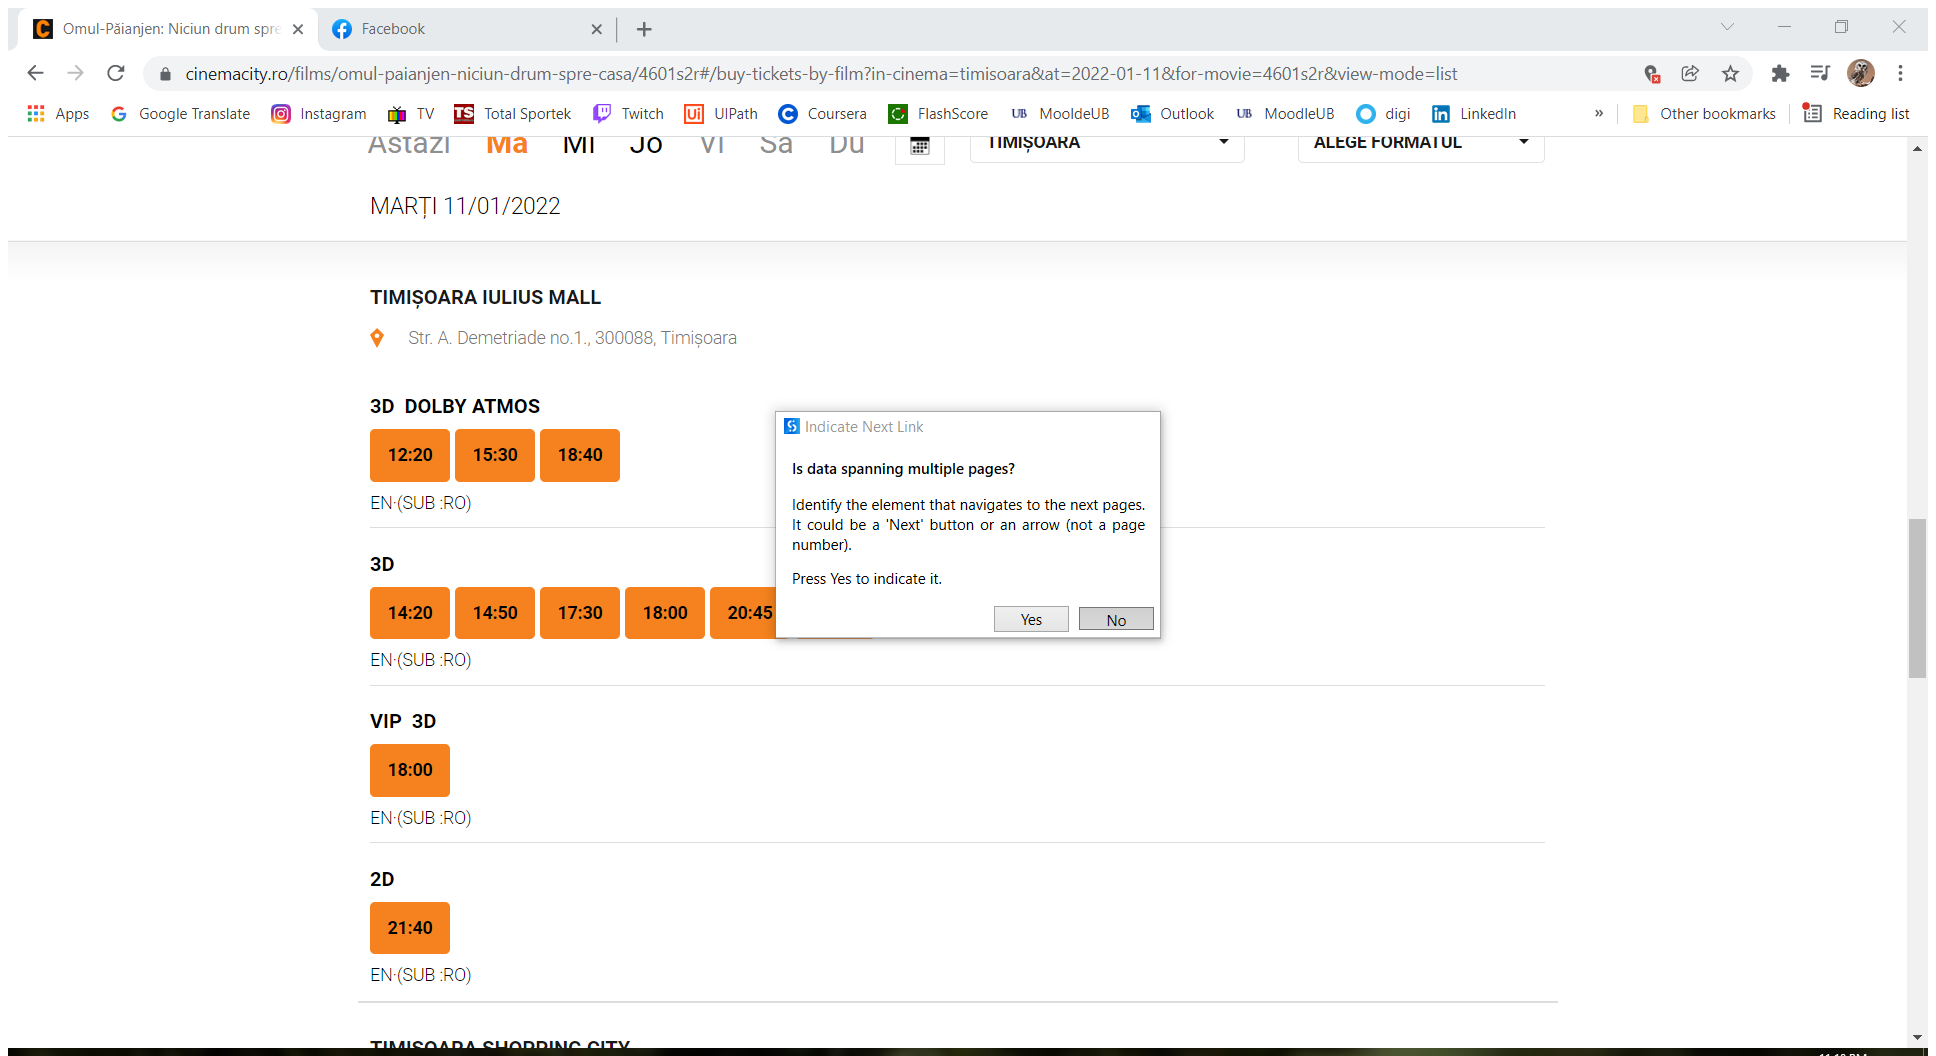 Omul-Păianjen: Niciun drum spre
Facebook
cinemacity.ro/films/omul-paianjen-niciun-drum-spre-casa/4601s2r#/buy-tickets-by-film?in-cinema=timisoara&at=2022-01-11&for-movie=4601s2r&view-mode=list
Apps Google Translate Instagram TV TS Total Sportek Twitch Ui UIPath C Coursera FlashScore UB MooldeUB Outlook UB MoodleUB digi in LinkedIn » Other bookmarks Reading list
Astazi Ma Mi Jo Vi Sa Du TIMIȘOARA ALEGE FORMATUL
MARȚI 11/01/2022
TIMIȘOARA IULIUS MALL
Str. A. Demetriade no.1., 300088, Timișoara
3D DOLBY ATMOS
12:20 15:30 18:40
EN·(SUB :RO)
3D
14:20 14:50 17:30 18:00 20:45
EN·(SUB :RO)
VIP 3D
18:00
EN·(SUB :RO)
2D
21:40
EN·(SUB :RO)
TIMIȘOARA SHOPPING CITY
Indicate Next Link
Is data spanning multiple pages?
Identify the element that navigates to the next pages.
It could be a 'Next' button or an arrow (not a page
number).
Press Yes to indicate it.
Yes No